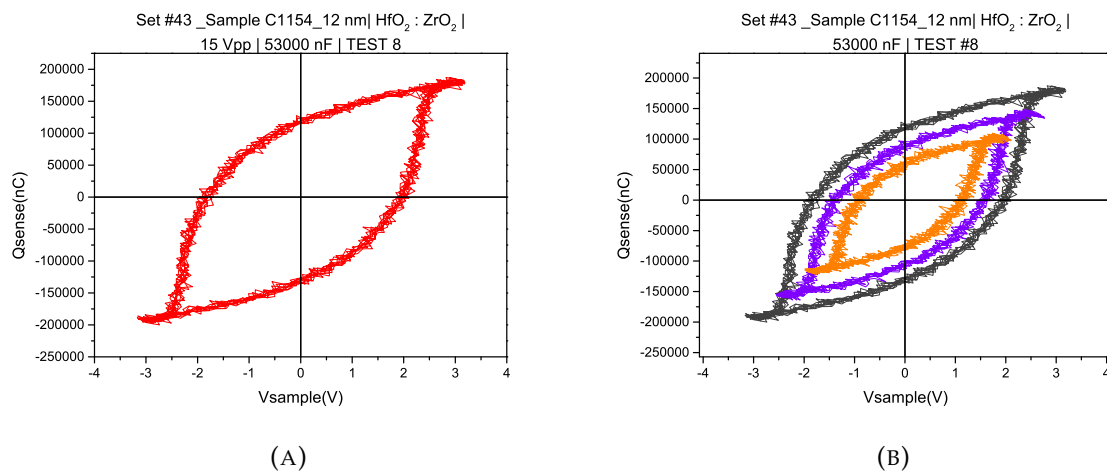 Set #43 _Sample C1154_12 nm| HfO₂ : ZrO₂ |
15 Vpp | 53000 nF | TEST 8
200000
150000
100000
50000
0
-50000
-100000
-150000
-200000
-250000
Qsense(nC)
-4 -3 -2 -1 0 1 2 3 4
Vsample(V)
(A)
Set #43 _Sample C1154_12 nm| HfO₂ : ZrO₂ |
53000 nF | TEST #8
200000
150000
100000
50000
0
-50000
-100000
-150000
-200000
-250000
Qsense(nC)
-4 -3 -2 -1 0 1 2 3 4
Vsample(V)
(B)